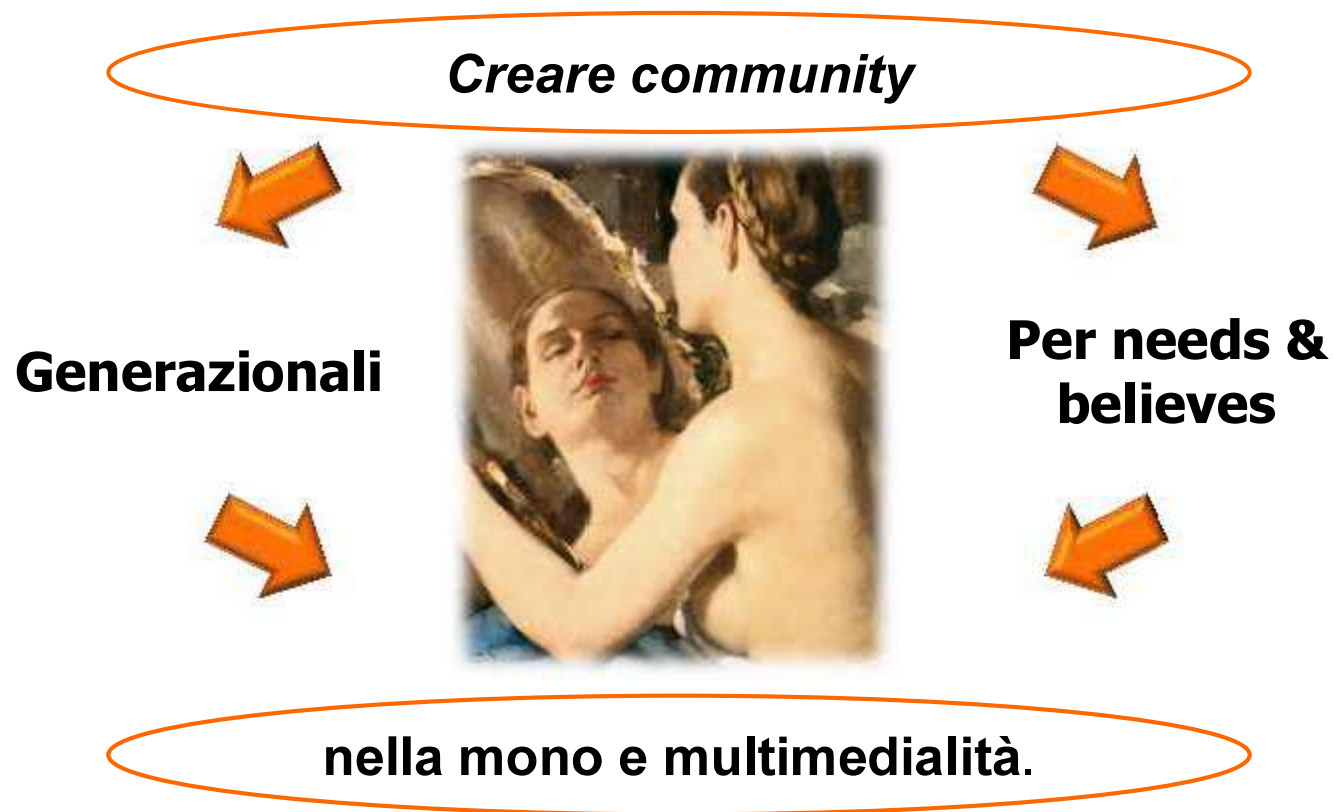 Creare community
Generazionali
Per needs &
believes
nella mono e multimedialità.